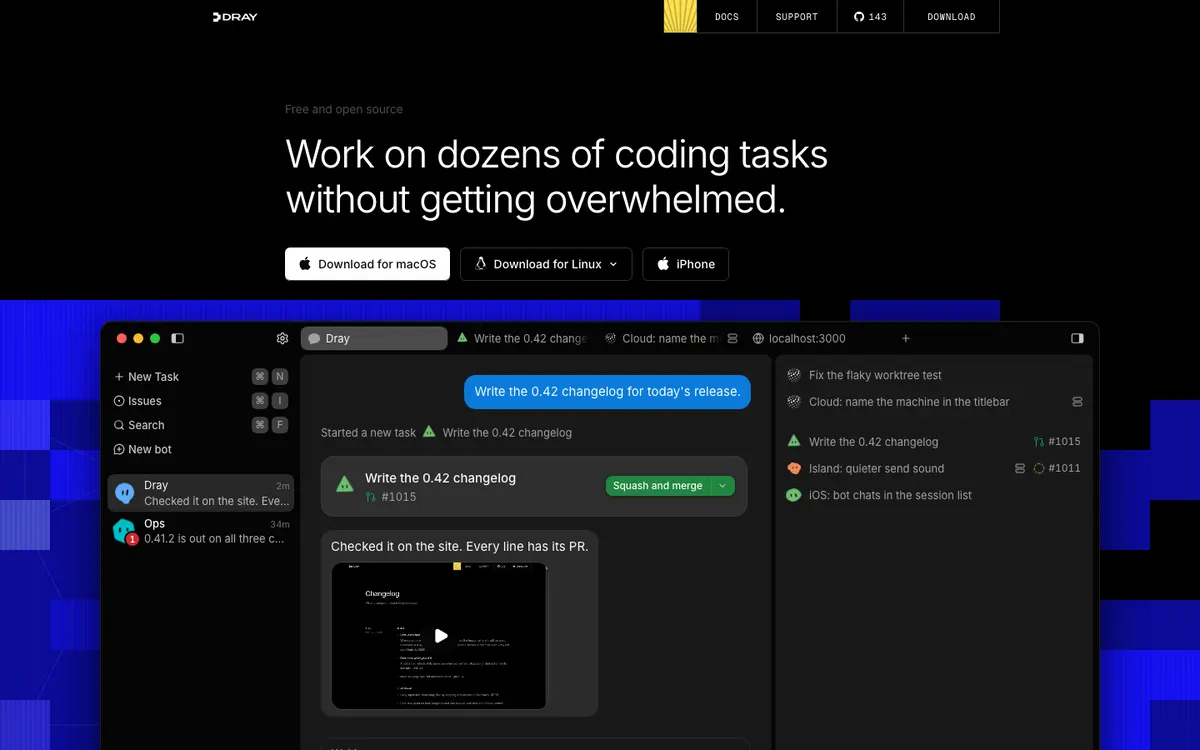 DRAY
DOCS
SUPPORT
143
DOWNLOAD
Free and open source
Work on dozens of coding tasks
without getting overwhelmed.
Download for macOS
Download for Linux
iPhone
Dray
Write the 0.42 change
Cloud: name the m
localhost:3000
New Task
⌘ N
Issues
⌘ I
Search
⌘ F
New bot
Dray
2m
Checked it on the site. Eve...
Ops
34m
1
0.41.2 is out on all three c...
Write the 0.42 changelog for today's release.
Started a new task
Write the 0.42 changelog
Write the 0.42 changelog
#1015
Squash and merge
Checked it on the site. Every line has its PR.
Changelog
Fix the flaky worktree test
Cloud: name the machine in the titlebar
Write the 0.42 changelog
#1015
Island: quieter send sound
#1011
iOS: bot chats in the session list